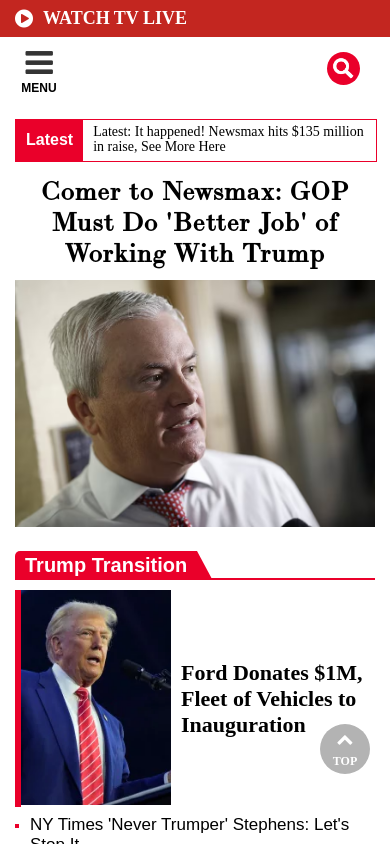 WATCH TV LIVE
MENU
Latest
Latest: It happened! Newsmax hits $135 million
in raise, See More Here
Comer to Newsmax: GOP
Must Do 'Better Job' of
Working With Trump
Trump Transition
Ford Donates $1M,
Fleet of Vehicles to
Inauguration
TOP
NY Times 'Never Trumper' Stephens: Let's
Stop It